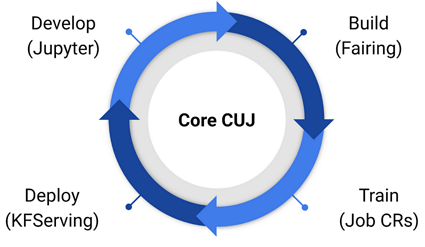 Develop
(Jupyter)
Build
(Fairing)
Core CUJ
Deploy
(KFServing)
Train
(Job CRs)